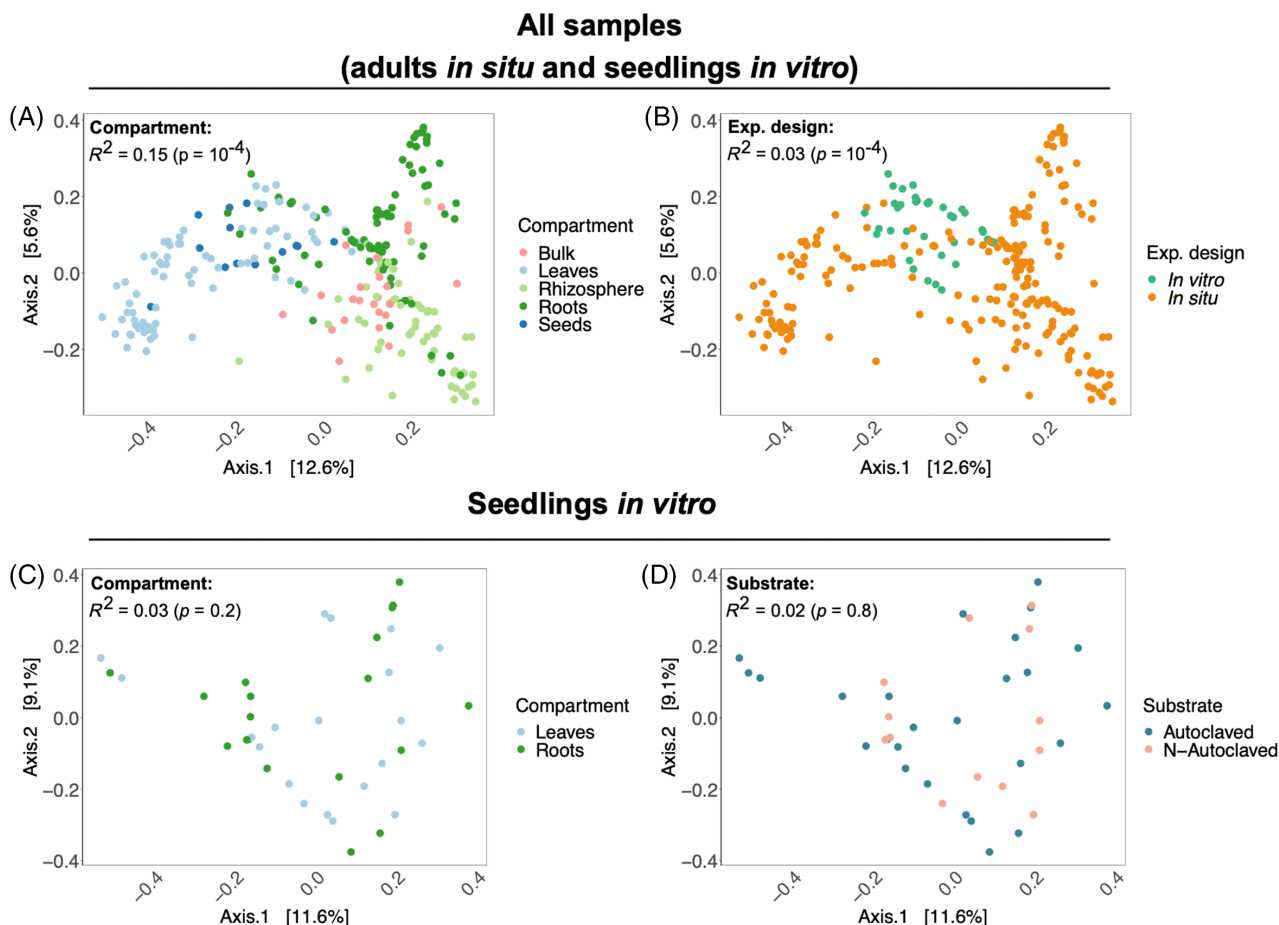 All samples
(adults in situ and seedlings in vitro)
(A)
Compartment:
R² = 0.15 (p = 10⁻⁴)
0.4
0.2
0.0
−0.2
Axis.2 [5.6%]
−0.4
−0.2
0.0
0.2
Axis.1 [12.6%]
Compartment
Bulk
Leaves
Rhizosphere
Roots
Seeds
(B)
Exp. design:
R² = 0.03 (p = 10⁻⁴)
0.4
0.2
0.0
−0.2
Axis.2 [5.6%]
−0.4
−0.2
0.0
0.2
Axis.1 [12.6%]
Exp. design
In vitro
In situ
Seedlings in vitro
(C)
Compartment:
R² = 0.03 (p = 0.2)
0.4
0.2
0.0
−0.2
−0.4
Axis.2 [9.1%]
−0.4
−0.2
0.0
0.2
0.4
Axis.1 [11.6%]
Compartment
Leaves
Roots
(D)
Substrate:
R² = 0.02 (p = 0.8)
0.4
0.2
0.0
−0.2
−0.4
Axis.2 [9.1%]
−0.4
−0.2
0.0
0.2
0.4
Axis.1 [11.6%]
Substrate
Autoclaved
N−Autoclaved